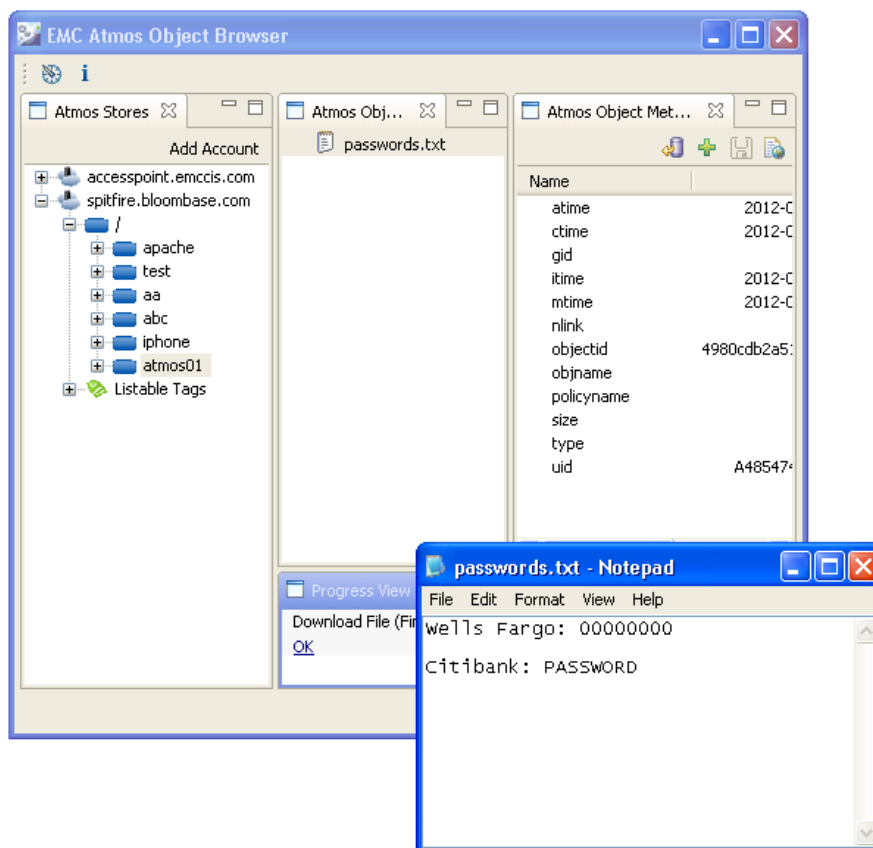 EMC Atmos Object Browser
i
Atmos Stores
Add Account
accesspoint.emccis.com
spitfire.bloombase.com
/
apache
test
aa
abc
iphone
atmos01
Listable Tags
Atmos Obj...
passwords.txt
Atmos Object Met...
Name
atime 2012-0
ctime 2012-0
gid
itime 2012-0
mtime 2012-0
nlink
objectid 4980cdb2a51
objname
policyname
size
type
uid A485474
Progress View
Download File (Fin
OK
passwords.txt - Notepad
File Edit Format View Help
Wells Fargo: 00000000
Citibank: PASSWORD